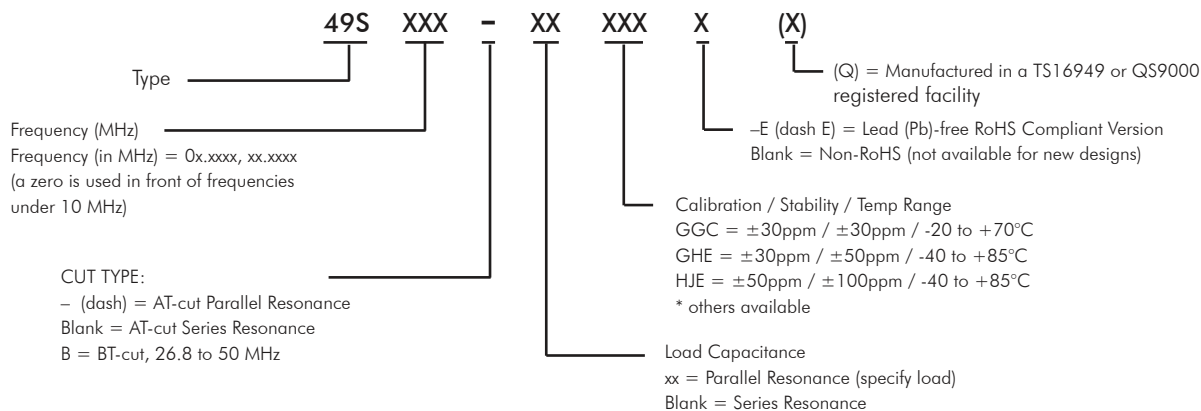 49S XXX – XX XXX X (X)
Type
(Q) = Manufactured in a TS16949 or QS9000
registered facility
Frequency (MHz)
Frequency (in MHz) = 0x.xxxx, xx.xxxx
(a zero is used in front of frequencies
under 10 MHz)
–E (dash E) = Lead (Pb)-free RoHS Compliant Version
Blank = Non-RoHS (not available for new designs)
Calibration / Stability / Temp Range
GGC = ±30ppm / ±30ppm / -20 to +70°C
GHE = ±30ppm / ±50ppm / -40 to +85°C
HJE = ±50ppm / ±100ppm / -40 to +85°C
* others available
CUT TYPE:
– (dash) = AT-cut Parallel Resonance
Blank = AT-cut Series Resonance
B = BT-cut, 26.8 to 50 MHz
Load Capacitance
xx = Parallel Resonance (specify load)
Blank = Series Resonance